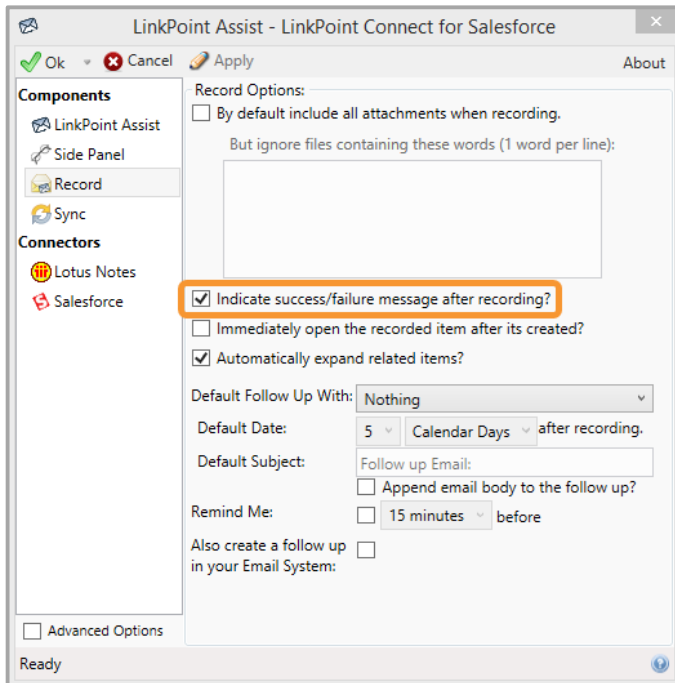 LinkPoint Assist - LinkPoint Connect for Salesforce
Ok Cancel Apply About
Components
LinkPoint Assist
Side Panel
Record
Sync
Connectors
Lotus Notes
Salesforce
Advanced Options
Record Options:
By default include all attachments when recording.
But ignore files containing these words (1 word per line):
Indicate success/failure message after recording?
Immediately open the recorded item after its created?
Automatically expand related items?
Default Follow Up With: Nothing
Default Date: 5 Calendar Days after recording.
Default Subject: Follow up Email:
Append email body to the follow up?
Remind Me: 15 minutes before
Also create a follow up
in your Email System:
Ready